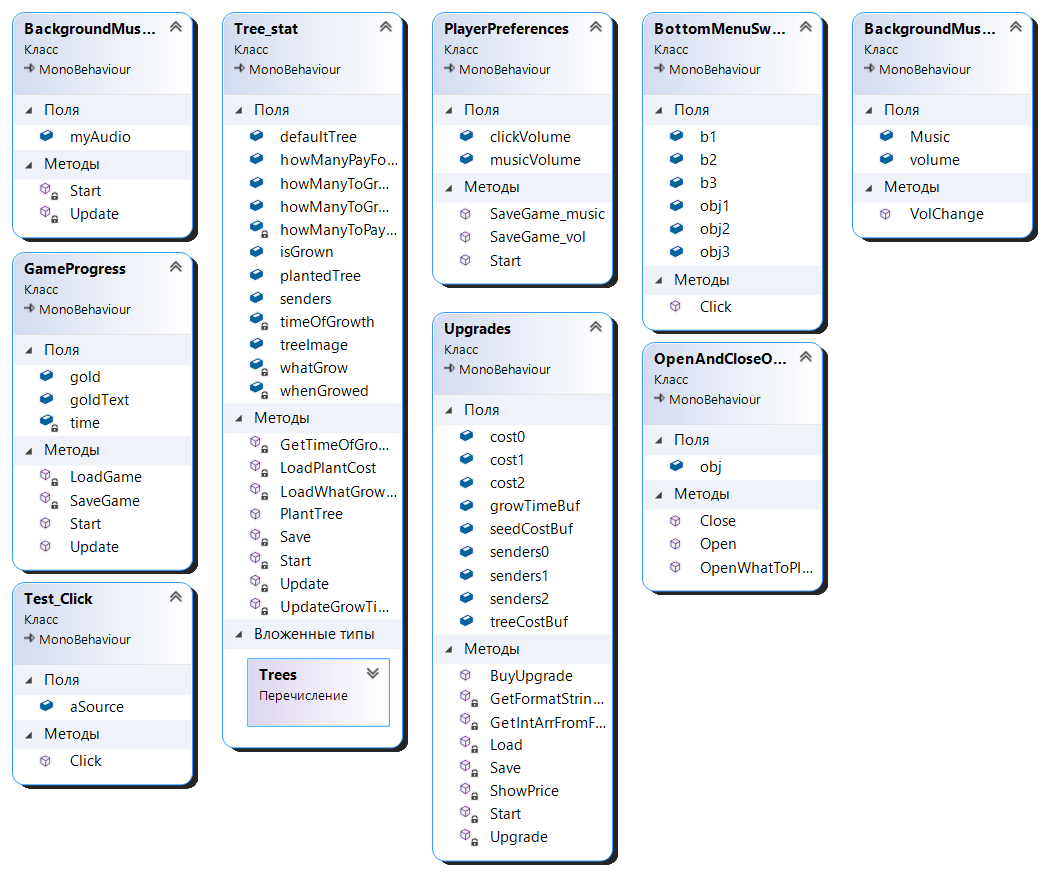 BackgroundMus...
Класс
MonoBehaviour
Поля
myAudio
Методы
Start
Update
GameProgress
Класс
MonoBehaviour
Поля
gold
goldText
time
Методы
LoadGame
SaveGame
Start
Update
Test_Click
Класс
MonoBehaviour
Поля
aSource
Методы
Click
Tree_stat
Класс
MonoBehaviour
Поля
defaultTree
howManyPayFo...
howManyToGr...
howManyToGr...
howManyToPay...
isGrown
plantedTree
senders
timeOfGrowth
treeImage
whatGrow
whenGrowed
Методы
GetTimeOfGro...
LoadPlantCost
LoadWhatGrow...
PlantTree
Save
Start
Update
UpdateGrowTi...
Вложенные типы
Trees
Перечисление
PlayerPreferences
Класс
MonoBehaviour
Поля
clickVolume
musicVolume
Методы
SaveGame_music
SaveGame_vol
Start
Upgrades
Класс
MonoBehaviour
Поля
cost0
cost1
cost2
growTimeBuf
seedCostBuf
senders0
senders1
senders2
treeCostBuf
Методы
BuyUpgrade
GetFormatStrin...
GetIntArrFromF...
Load
Save
ShowPrice
Start
Upgrade
BottomMenuSw...
Класс
MonoBehaviour
Поля
b1
b2
b3
obj1
obj2
obj3
Методы
Click
OpenAndCloseO...
Класс
MonoBehaviour
Поля
obj
Методы
Close
Open
OpenWhatToPl...
BackgroundMus...
Класс
MonoBehaviour
Поля
Music
volume
Методы
VolChange